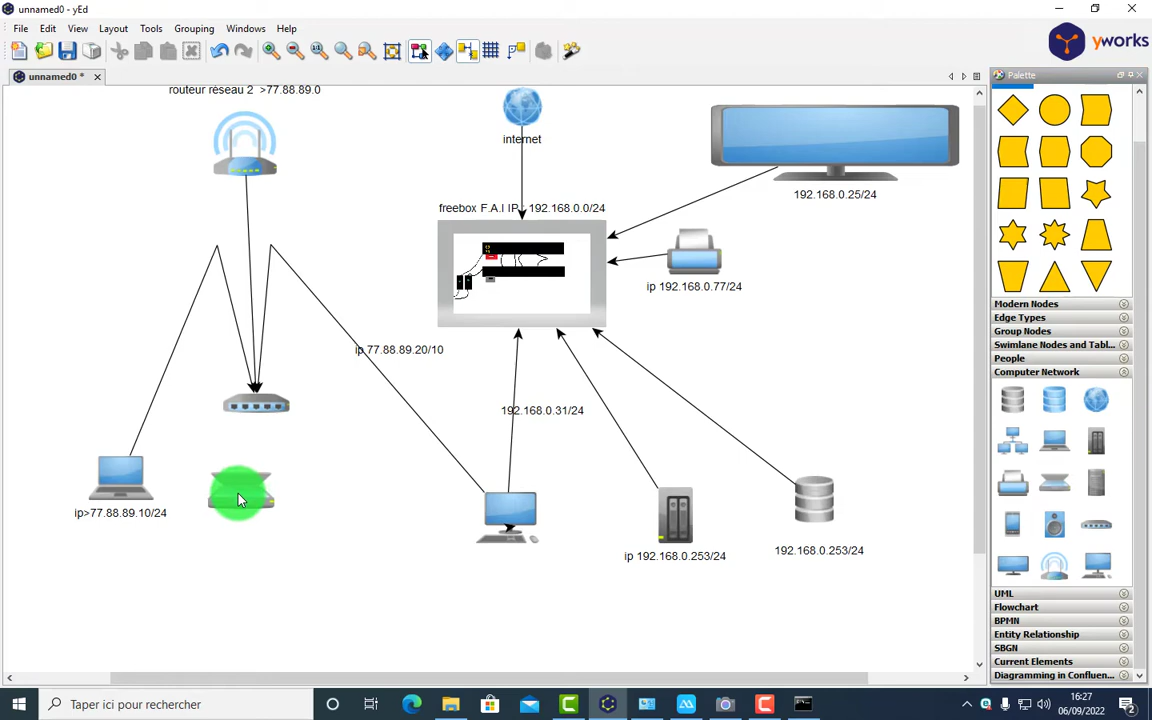 unnamed0 - yEd
File Edit View Layout Tools Grouping Windows Help
yworks
unnamed0 *
Palette
routeur reseau 2 >77.88.89.0
internet
192.168.0.25/24
freebox F.A.I IP : 192.168.0.0/24
ip 192.168.0.77/24
ip 77.88.89.20/10
192.168.0.31/24
ip>77.88.89.10/24
ip 192.168.0.253/24
192.168.0.253/24
Modern Nodes
Edge Types
Group Nodes
Swimlane Nodes and Tabl...
People
Computer Network
UML
Flowchart
BPMN
Entity Relationship
SBGN
Current Elements
Diagramming in Confluen...
Taper ici pour rechercher
16:27
06/09/2022
2